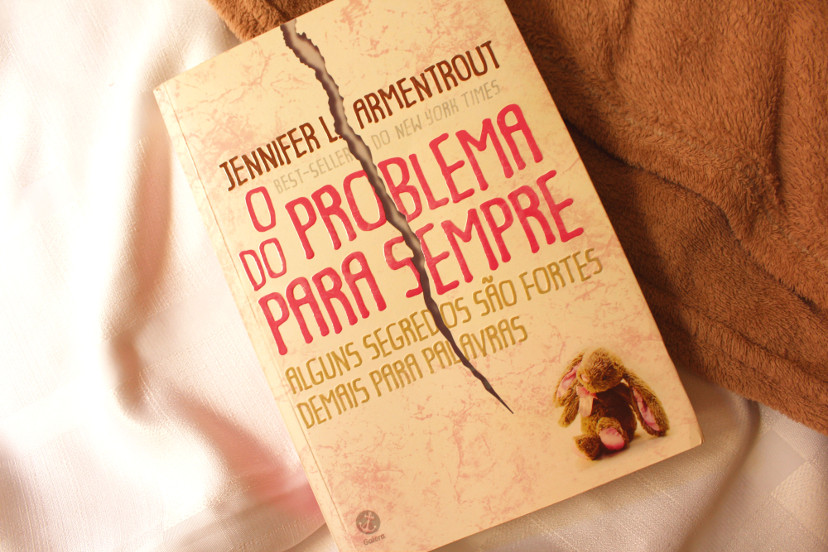 JENNIFER L. ARMENTROUT
BEST-SELLER DO NEW YORK TIMES
O PROBLEMA
DO
PARA SEMPRE
ALGUNS SEGREDOS SÃO FORTES
DEMAIS PARA PALAVRAS
Galera